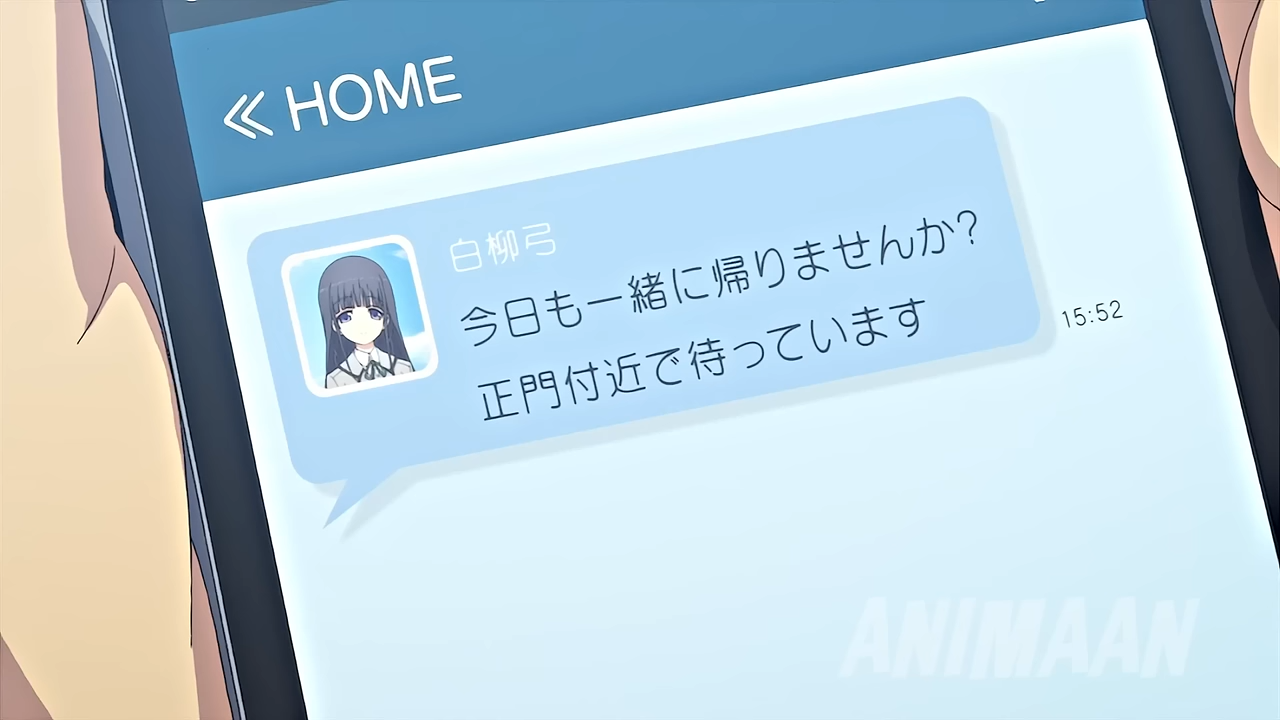 ≪ HOME
白柳弓
今日も一緒に帰りませんか?
正門付近で待っています
15:52
ANIMAAN